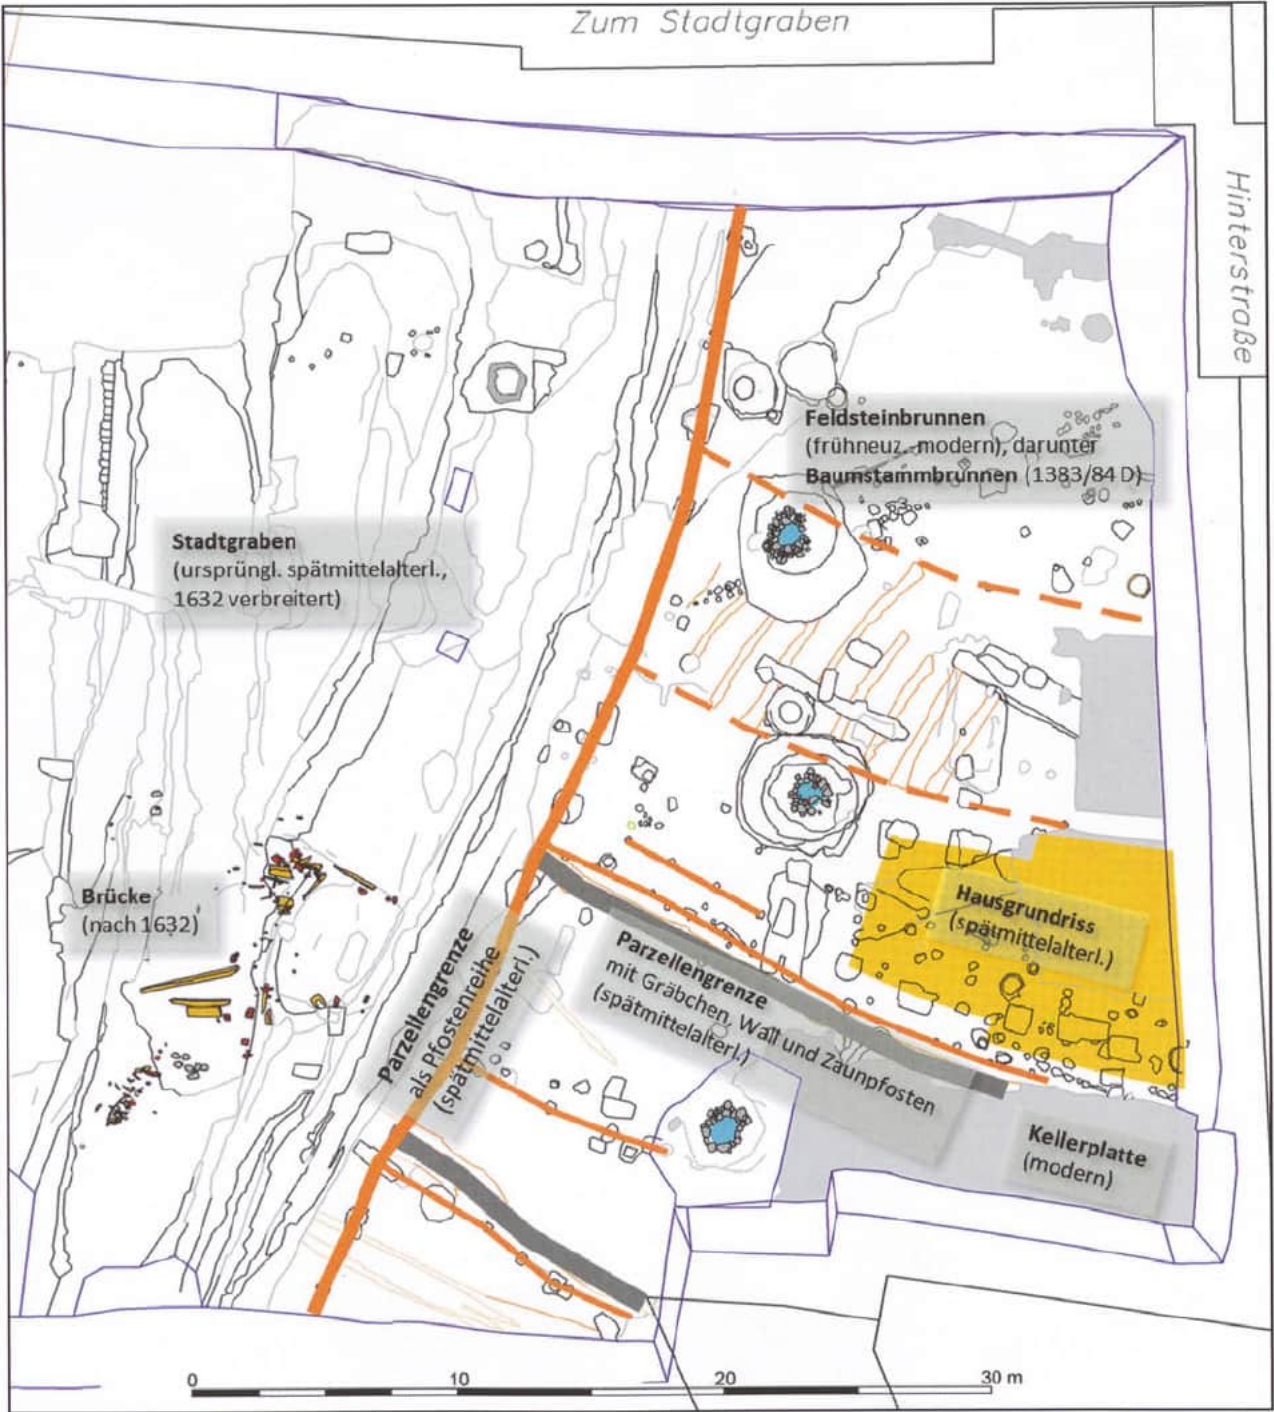 Zum Stadtgraben
Hinterstraße
Feldsteinbrunnen
(frühneuz.-modern), darunter
Baumstammbrunnen (1383/84 D)
Stadtgraben
(ursprüngl. spätmittelalterl.,
1632 verbreitert)
Brücke
(nach 1632)
Hausgrundriss
(spätmittelalterl.)
Parzellengrenze
als Pfostenreihe
(spätmittelalterl.)
Parzellengrenze
mit Gräbchen, Wall und Zaunpfosten
(spätmittelalterl.)
Kellerplatte
(modern)
0 10 20 30 m